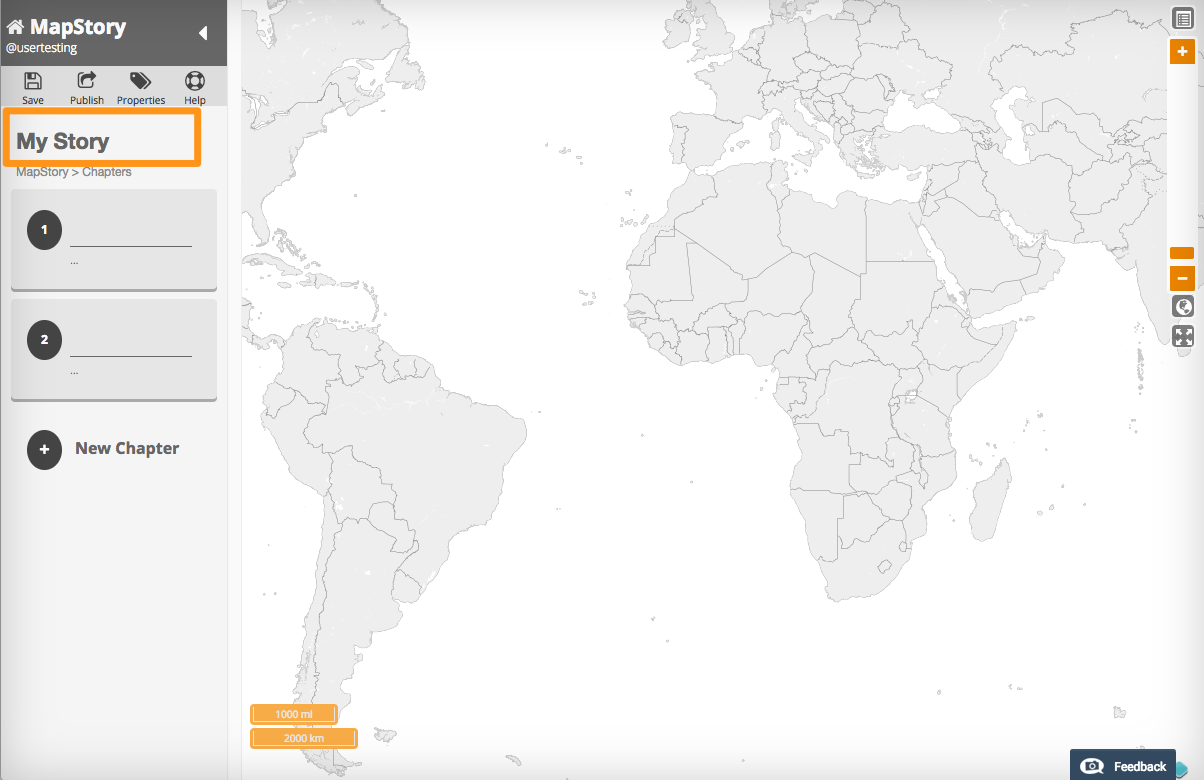 MapStory
@usertesting
Save Publish Properties Help
My Story
MapStory > Chapters
1
...
2
...
+ New Chapter
+
−
1000 mi
2000 km
Feedback